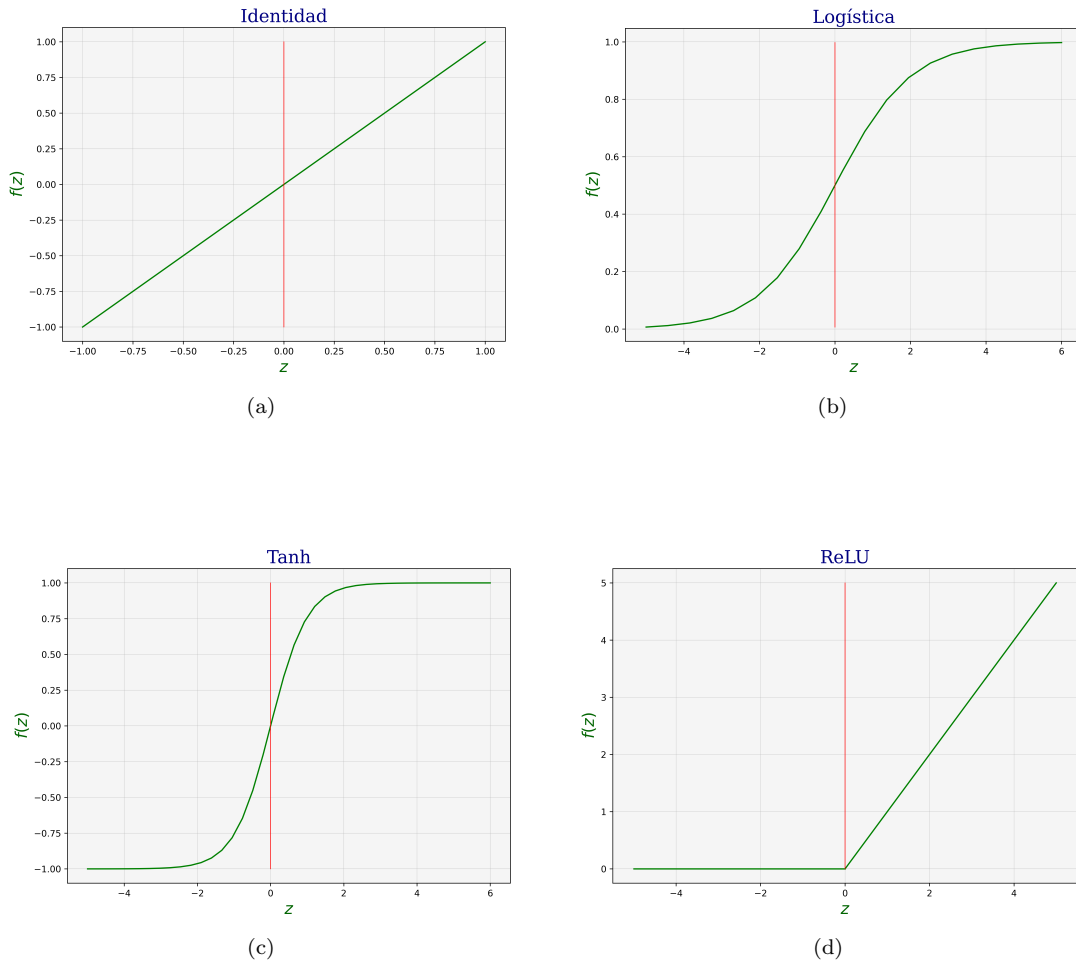 Identidad
1.00
0.75
0.50
0.25
0.00
−0.25
−0.50
−0.75
−1.00
f(z)
−1.00 −0.75 −0.50 −0.25 0.00 0.25 0.50 0.75 1.00
z
(a)
Logística
1.0
0.8
0.6
0.4
0.2
0.0
f(z)
−4 −2 0 2 4 6
z
(b)
Tanh
1.00
0.75
0.50
0.25
0.00
−0.25
−0.50
−0.75
−1.00
f(z)
−4 −2 0 2 4 6
z
(c)
ReLU
5
4
3
2
1
0
f(z)
−4 −2 0 2 4
z
(d)